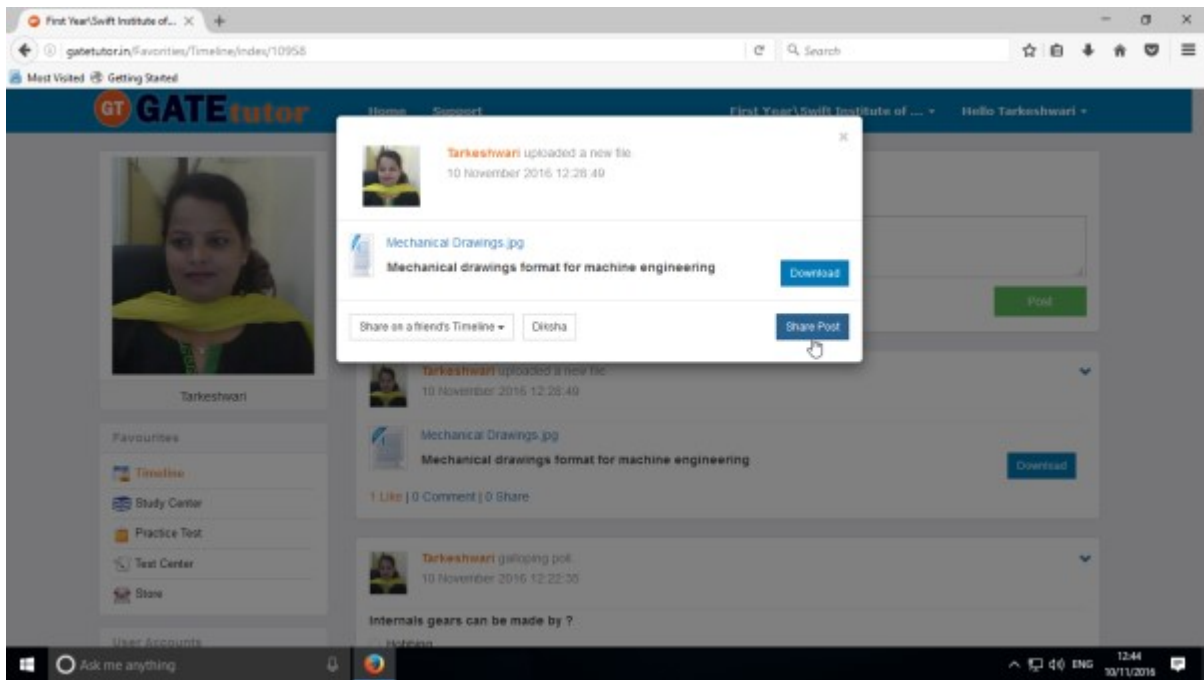 First Year\Swift Institute of...
gatetutor.in/Favorities/Timeline/Index/10958
Search
Most Visited Getting Started
GT GATE tutor Home Support First Year\Swift Institute of .... Hello Tarkeshwari
Tarkeshwari uploaded a new file.
10 November 2016 12:28:49
Mechanical Drawings.jpg
Mechanical drawings format for machine engineering
Download
Share on a friend's Timeline Diksha Share Post
Post
Tarkeshwari
Tarkeshwari uploaded a new file
10 November 2016 12:28:49
Mechanical Drawings.jpg
Mechanical drawings format for machine engineering
Download
1 Like | 0 Comment | 0 Share
Favourites
Timeline
Study Center
Practice Test
Test Center
Store
User Accounts
Tarkeshwari galloping poll.
10 November 2016 12:22:35
Internals gears can be made by ?
Hobbing
Ask me anything
ENG
12:44
10/11/2016